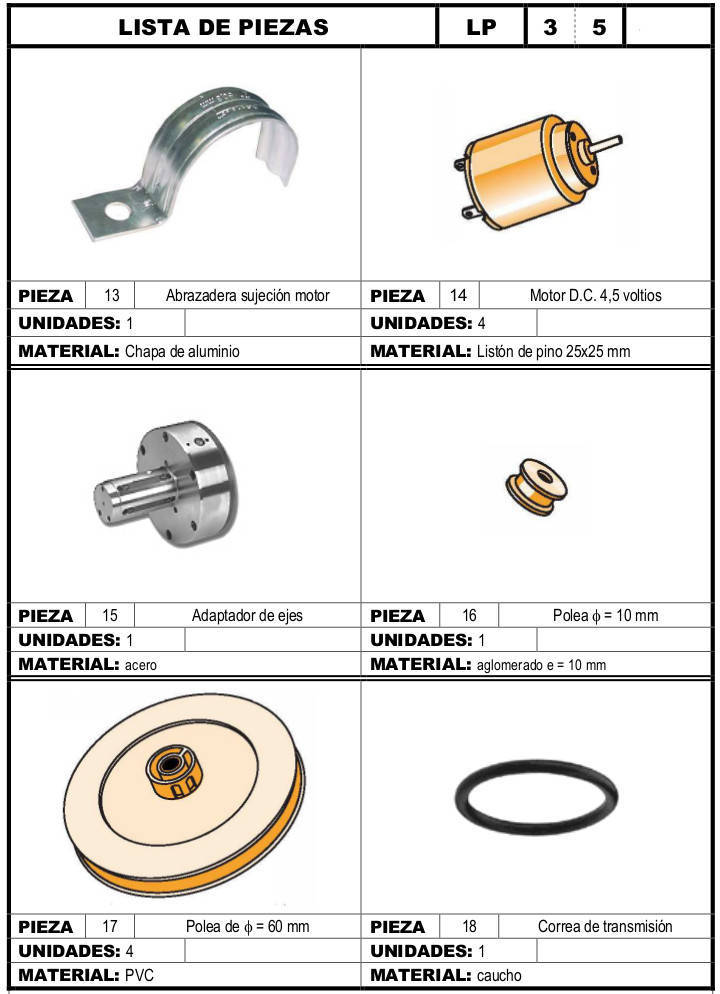 LISTA DE PIEZAS LP 3 5
PIEZA 13 Abrazadera sujeción motor
UNIDADES: 1
MATERIAL: Chapa de aluminio
PIEZA 14 Motor D.C. 4,5 voltios
UNIDADES: 4
MATERIAL: Listón de pino 25x25 mm
PIEZA 15 Adaptador de ejes
UNIDADES: 1
MATERIAL: acero
PIEZA 16 Polea ϕ = 10 mm
UNIDADES: 1
MATERIAL: aglomerado e = 10 mm
PIEZA 17 Polea de ϕ = 60 mm
UNIDADES: 4
MATERIAL: PVC
PIEZA 18 Correa de transmisión
UNIDADES: 1
MATERIAL: caucho